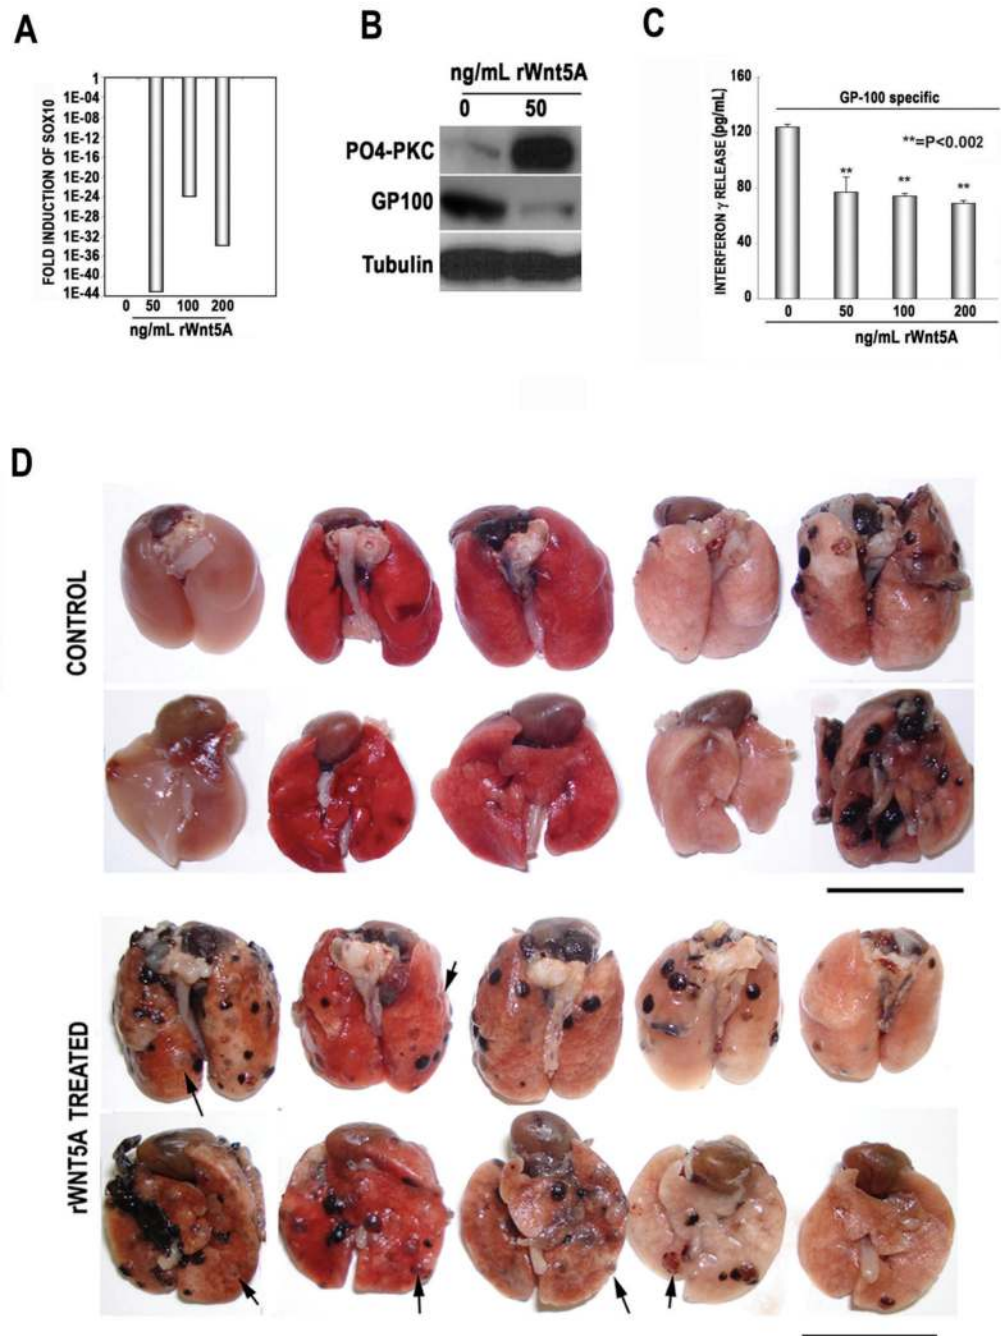 A
FOLD INDUCTION OF SOX10
1
1E-04
1E-08
1E-12
1E-16
1E-20
1E-24
1E-28
1E-32
1E-36
1E-40
1E-44
0 50 100 200
ng/mL rWnt5A
B
ng/mL rWnt5A
0 50
PO4-PKC
GP100
Tubulin
C
INTERFERON γ RELEASE (pg/mL)
160
120
80
40
0
GP-100 specific
**=P<0.002
** ** **
0 50 100 200
ng/mL rWnt5A
D
CONTROL
rWNT5A TREATED